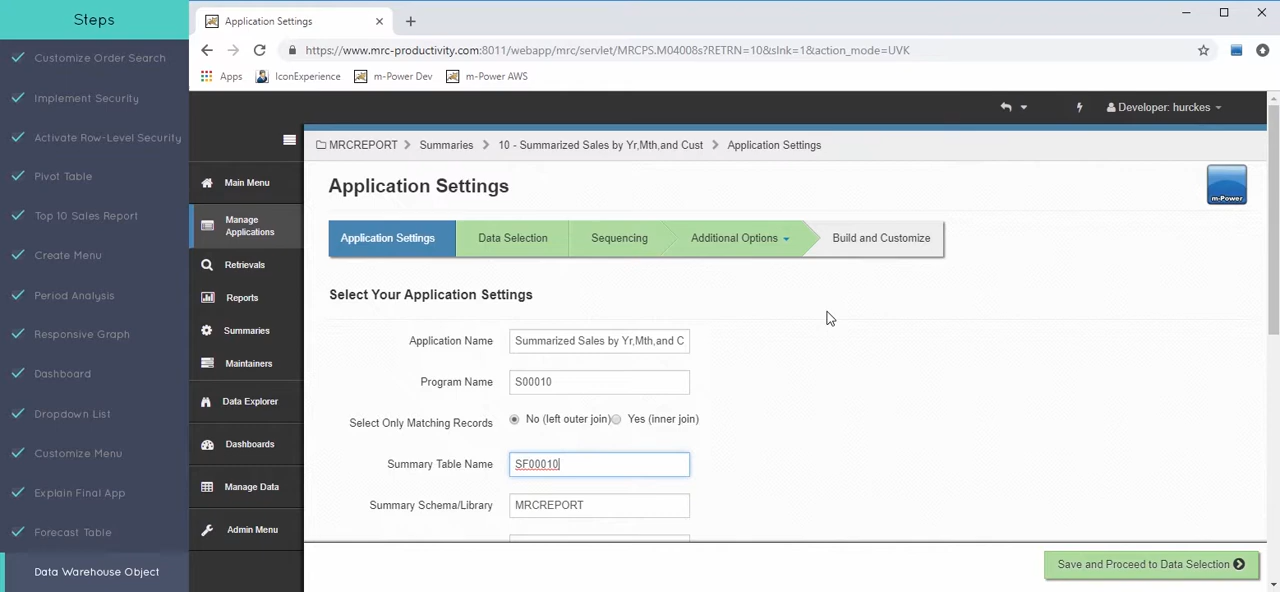 Steps
Customize Order Search
Implement Security
Activate Row-Level Security
Pivot Table
Top 10 Sales Report
Create Menu
Period Analysis
Responsive Graph
Dashboard
Dropdown List
Customize Menu
Explain Final App
Forecast Table
Data Warehouse Object
Application Settings
https://www.mrc-productivity.com:8011/webapp/mrc/servlet/MRCPS.M04008s?RETRN=10&slnk=1&action_mode=UVK
Apps IconExperience m-Power Dev m-Power AWS
Developer: hurckes
Main Menu
Manage Applications
Retrievals
Reports
Summaries
Maintainers
Data Explorer
Dashboards
Manage Data
Admin Menu
MRCREPORT > Summaries > 10 - Summarized Sales by Yr,Mth,and Cust > Application Settings
Application Settings
m-Power
Application Settings Data Selection Sequencing Additional Options Build and Customize
Select Your Application Settings
Application Name Summarized Sales by Yr,Mth,and C
Program Name S00010
Select Only Matching Records No (left outer join) Yes (inner join)
Summary Table Name SF00010
Summary Schema/Library MRCREPORT
Save and Proceed to Data Selection